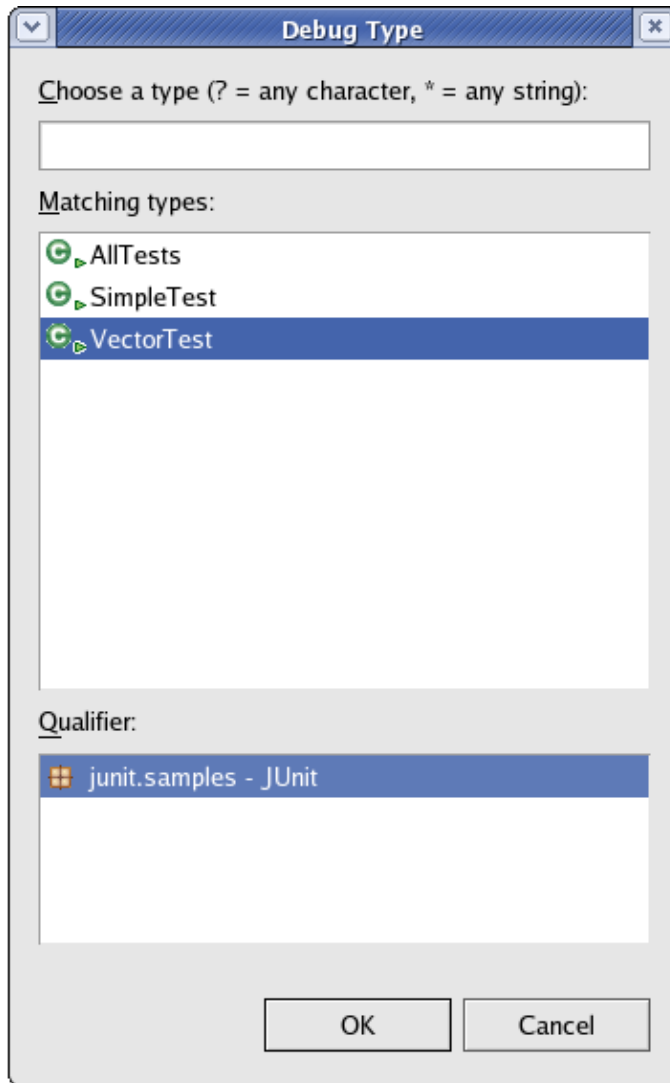 Debug Type
Choose a type (? = any character, * = any string):
Matching types:
AllTests
SimpleTest
VectorTest
Qualifier:
junit.samples - JUnit
OK Cancel